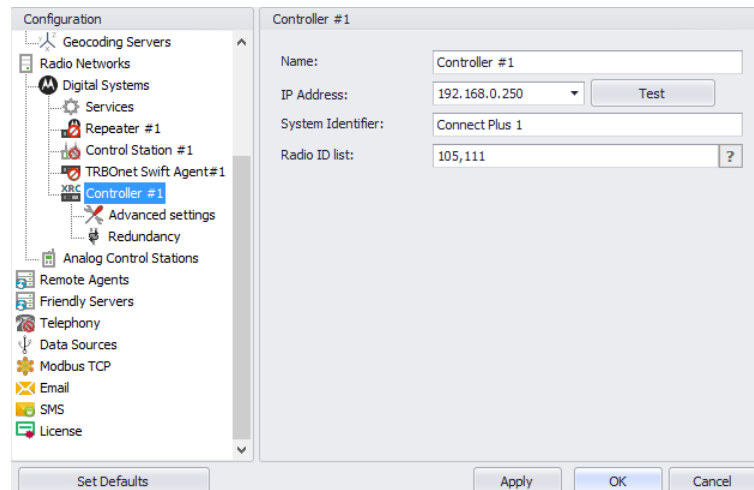 Configuration
Geocoding Servers
Radio Networks
Digital Systems
Services
Repeater #1
Control Station #1
TRBOnet Swift Agent#1
XRC Controller #1
Advanced settings
Redundancy
Analog Control Stations
Remote Agents
Friendly Servers
Telephony
Data Sources
Modbus TCP
Email
SMS
License
Set Defaults
Controller #1
Name: Controller #1
IP Address: 192.168.0.250 Test
System Identifier: Connect Plus 1
Radio ID list: 105,111 ?
Apply OK Cancel